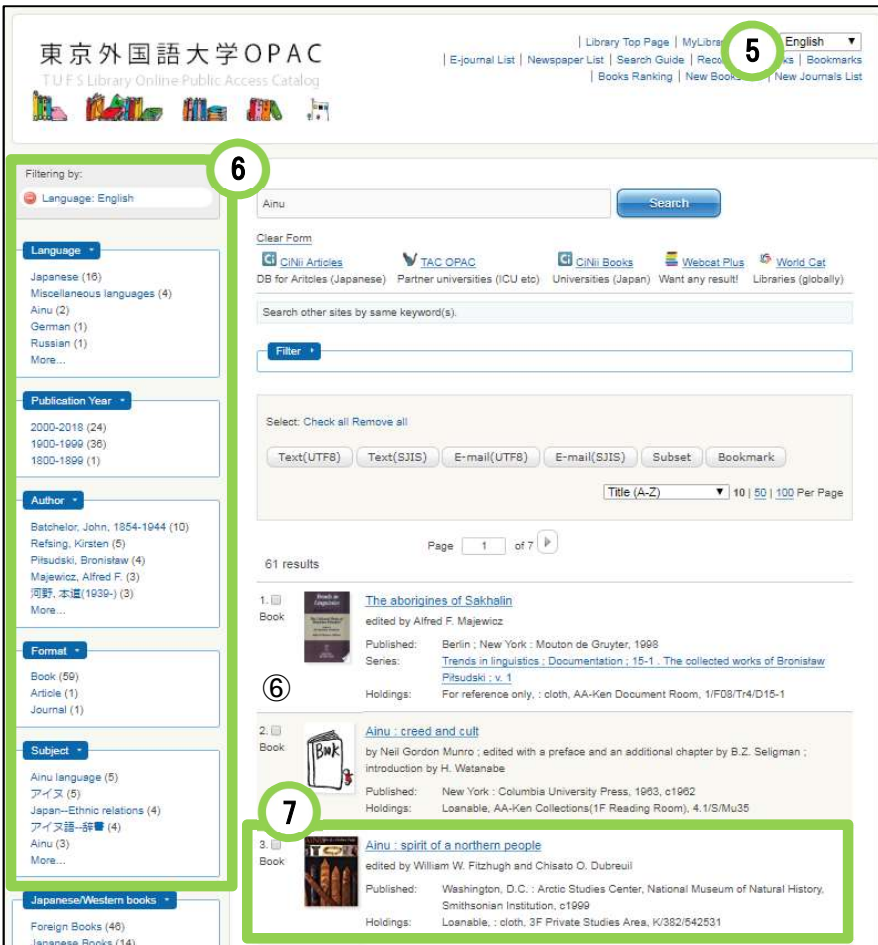 東京外国語大学OPAC
TUFS Library Online Public Access Catalog
| Library Top Page | MyLibra
5
English ▼
| E-journal List | Newspaper List | Search Guide | | Bookmarks
| Books Ranking | New Books | New Journals List
6
Filtering by:
Language: English
Language
Japanese (16)
Miscellaneous languages (4)
Ainu (2)
German (1)
Russian (1)
More...
Publication Year
2000-2018 (24)
1900-1999 (36)
1800-1899 (1)
Author
Batchelor, John, 1854-1944 (10)
Refsing, Kirsten (5)
Piłsudski, Bronisław (4)
Majewicz, Alfred F. (3)
河野, 本道(1939-) (3)
More...
Format
Book (59)
Article (1)
Journal (1)
Subject
Ainu language (5)
アイヌ (5)
Japan--Ethnic relations (4)
アイヌ語--辞書 (4)
Ainu (3)
More...
Japanese/Western books
Foreign Books (46)
Japanese Books (14)
Ainu
Search
Clear Form
CiNii Articles
TAC OPAC
CiNii Books
Webcat Plus
World Cat
DB for Aritcles (Japanese)
Partner universities (ICU etc)
Universities (Japan)
Want any result!
Libraries (globally)
Search other sites by same keyword(s).
Filter
Select: Check all Remove all
Text(UTF8) Text(SJIS) E-mail(UTF8) E-mail(SJIS) Subset Bookmark
Title (A-Z) ▼ 10 | 50 | 100 Per Page
Page 1 of 7
61 results
1.
Book
The aborigines of Sakhalin
edited by Alfred F. Majewicz
Published: Berlin ; New York : Mouton de Gruyter, 1998
Series: Trends in linguistics ; Documentation ; 15-1 . The collected works of Bronisław
Piłsudski ; v. 1
⑥
Holdings: For reference only, : cloth, AA-Ken Document Room, 1/F08/Tr4/D15-1
2.
Book
Book
Ainu : creed and cult
by Neil Gordon Munro ; edited with a preface and an additional chapter by B.Z. Seligman ;
introduction by H. Watanabe
Published: New York : Columbia University Press, 1963, c1962
Holdings: Loanable, AA-Ken Collections(1F Reading Room), 4.1/S/Mu35
7
3.
Book
Ainu : spirit of a northern people
edited by William W. Fitzhugh and Chisato O. Dubreuil
Published: Washington, D.C. : Arctic Studies Center, National Museum of Natural History,
Smithsonian Institution, c1999
Holdings: Loanable, : cloth, 3F Private Studies Area, K/382/542531